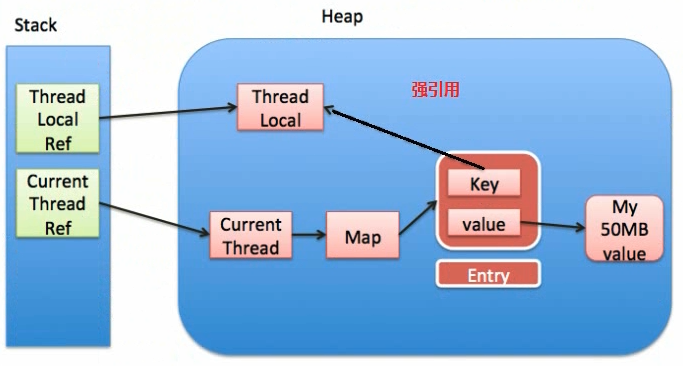 Stack
Heap
Thread
Local
Ref
Thread
Local
强引用
Current
Thread
Ref
Current
Thread
Map
Key
value
My
50MB
value
Entry